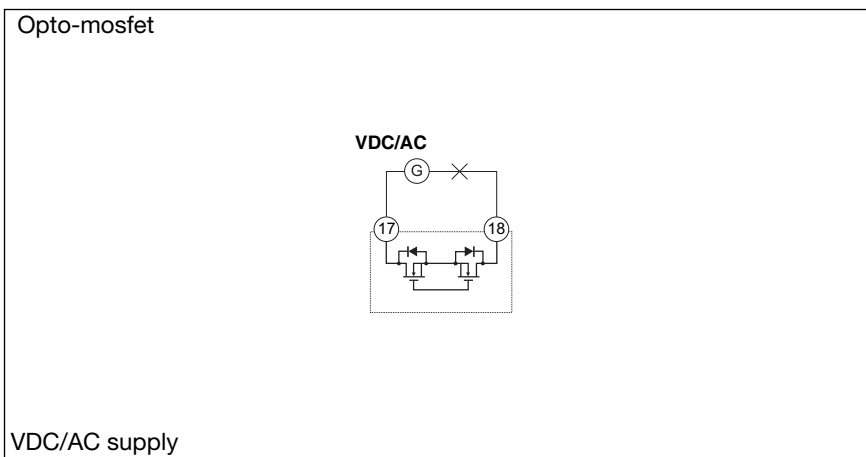 Opto-mosfet
VDC/AC
G
17
18
VDC/AC supply